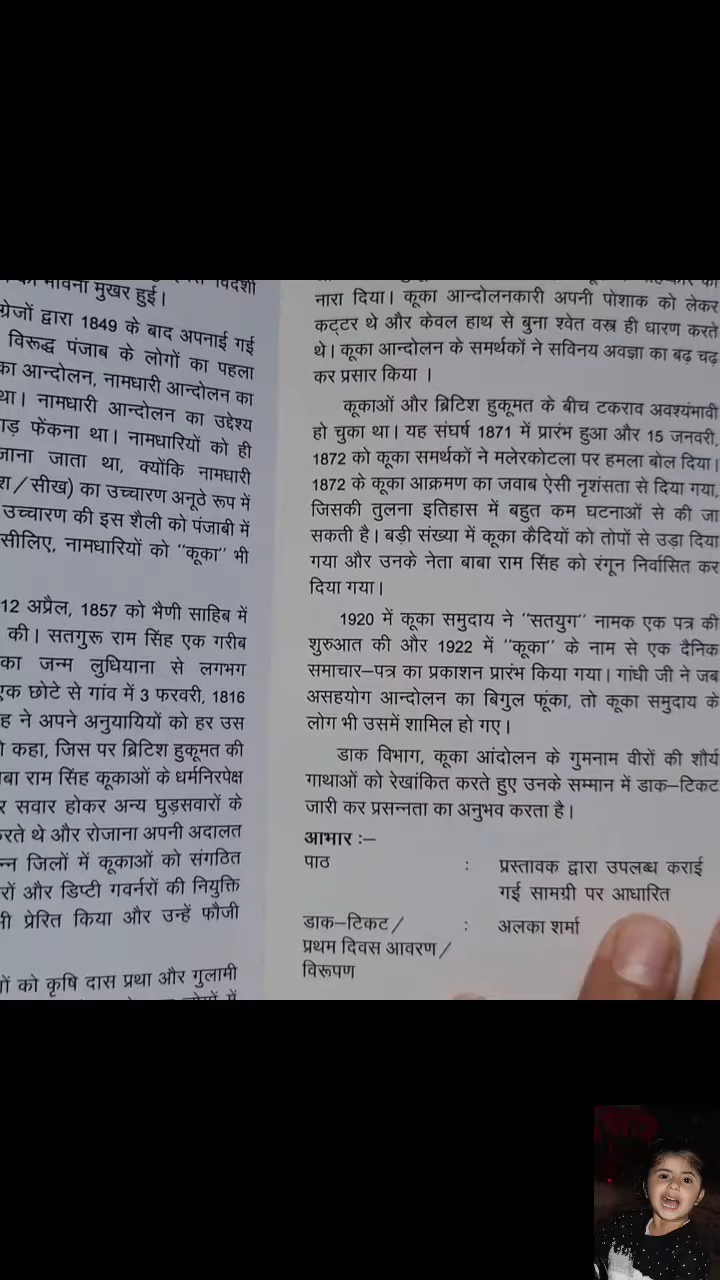 भावना मुखर हुई।
ग्रेजों द्वारा 1849 के बाद अपनाई गई
विरूद्ध पंजाब के लोगों का पहला
का आन्दोलन, नामधारी आन्दोलन का
था। नामधारी आन्दोलन का उद्देश्य
ाड़ फेंकना था। नामधारियों को ही
जाना जाता था, क्योंकि नामधारी
श/सीख) का उच्चारण अनूठे रूप में
उच्चारण की इस शैली को पंजाबी में
सीलिए, नामधारियों को "कूका" भी
12 अप्रैल, 1857 को भैणी साहिब में
की। सतगुरू राम सिंह एक गरीब
का जन्म लुधियाना से लगभग
एक छोटे से गांव में 3 फरवरी, 1816
ह ने अपने अनुयायियों को हर उस
कहा, जिस पर ब्रिटिश हुकूमत की
बा राम सिंह कूकाओं के धर्मनिरपेक्ष
र सवार होकर अन्य घुड़सवारों के
रते थे और रोजाना अपनी अदालत
न्न जिलों में कूकाओं को संगठित
रों और डिप्टी गवर्नरों की नियुक्ति
भी प्रेरित किया और उन्हें फौजी
ों को कृषि दास प्रथा और गुलामी
नारा दिया। कूका आन्दोलनकारी अपनी पोशाक को लेकर
कट्टर थे और केवल हाथ से बुना श्वेत वस्त्र ही धारण करते
थे। कूका आन्दोलन के समर्थकों ने सविनय अवज्ञा का बढ़ चढ़
कर प्रसार किया ।
कूकाओं और ब्रिटिश हुकूमत के बीच टकराव अवश्यंमावी
हो चुका था। यह संघर्ष 1871 में प्रारंभ हुआ और 15 जनवरी,
1872 को कूका समर्थकों ने मलेरकोटला पर हमला बोल दिया।
1872 के कूका आक्रमण का जवाब ऐसी नृशंसता से दिया गया,
जिसकी तुलना इतिहास में बहुत कम घटनाओं से की जा
सकती है। बड़ी संख्या में कूका कैदियों को तोपों से उड़ा दिया
गया और उनके नेता बाबा राम सिंह को रंगून निर्वासित कर
दिया गया।
1920 में कूका समुदाय ने "सतयुग" नामक एक पत्र की
शुरुआत की और 1922 में "कूका" के नाम से एक दैनिक
समाचार–पत्र का प्रकाशन प्रारंभ किया गया। गांधी जी ने जब
असहयोग आन्दोलन का बिगुल फूंका, तो कूका समुदाय के
लोग भी उसमें शामिल हो गए।
डाक विभाग, कूका आंदोलन के गुमनाम वीरों की शौर्य
गाथाओं को रेखांकित करते हुए उनके सम्मान में डाक–टिकट
जारी कर प्रसन्नता का अनुभव करता है।
आभार :–
पाठ : प्रस्तावक द्वारा उपलब्ध कराई
गई सामग्री पर आधारित
डाक–टिकट/ : अलका शर्मा
प्रथम दिवस आवरण/
विरूपण